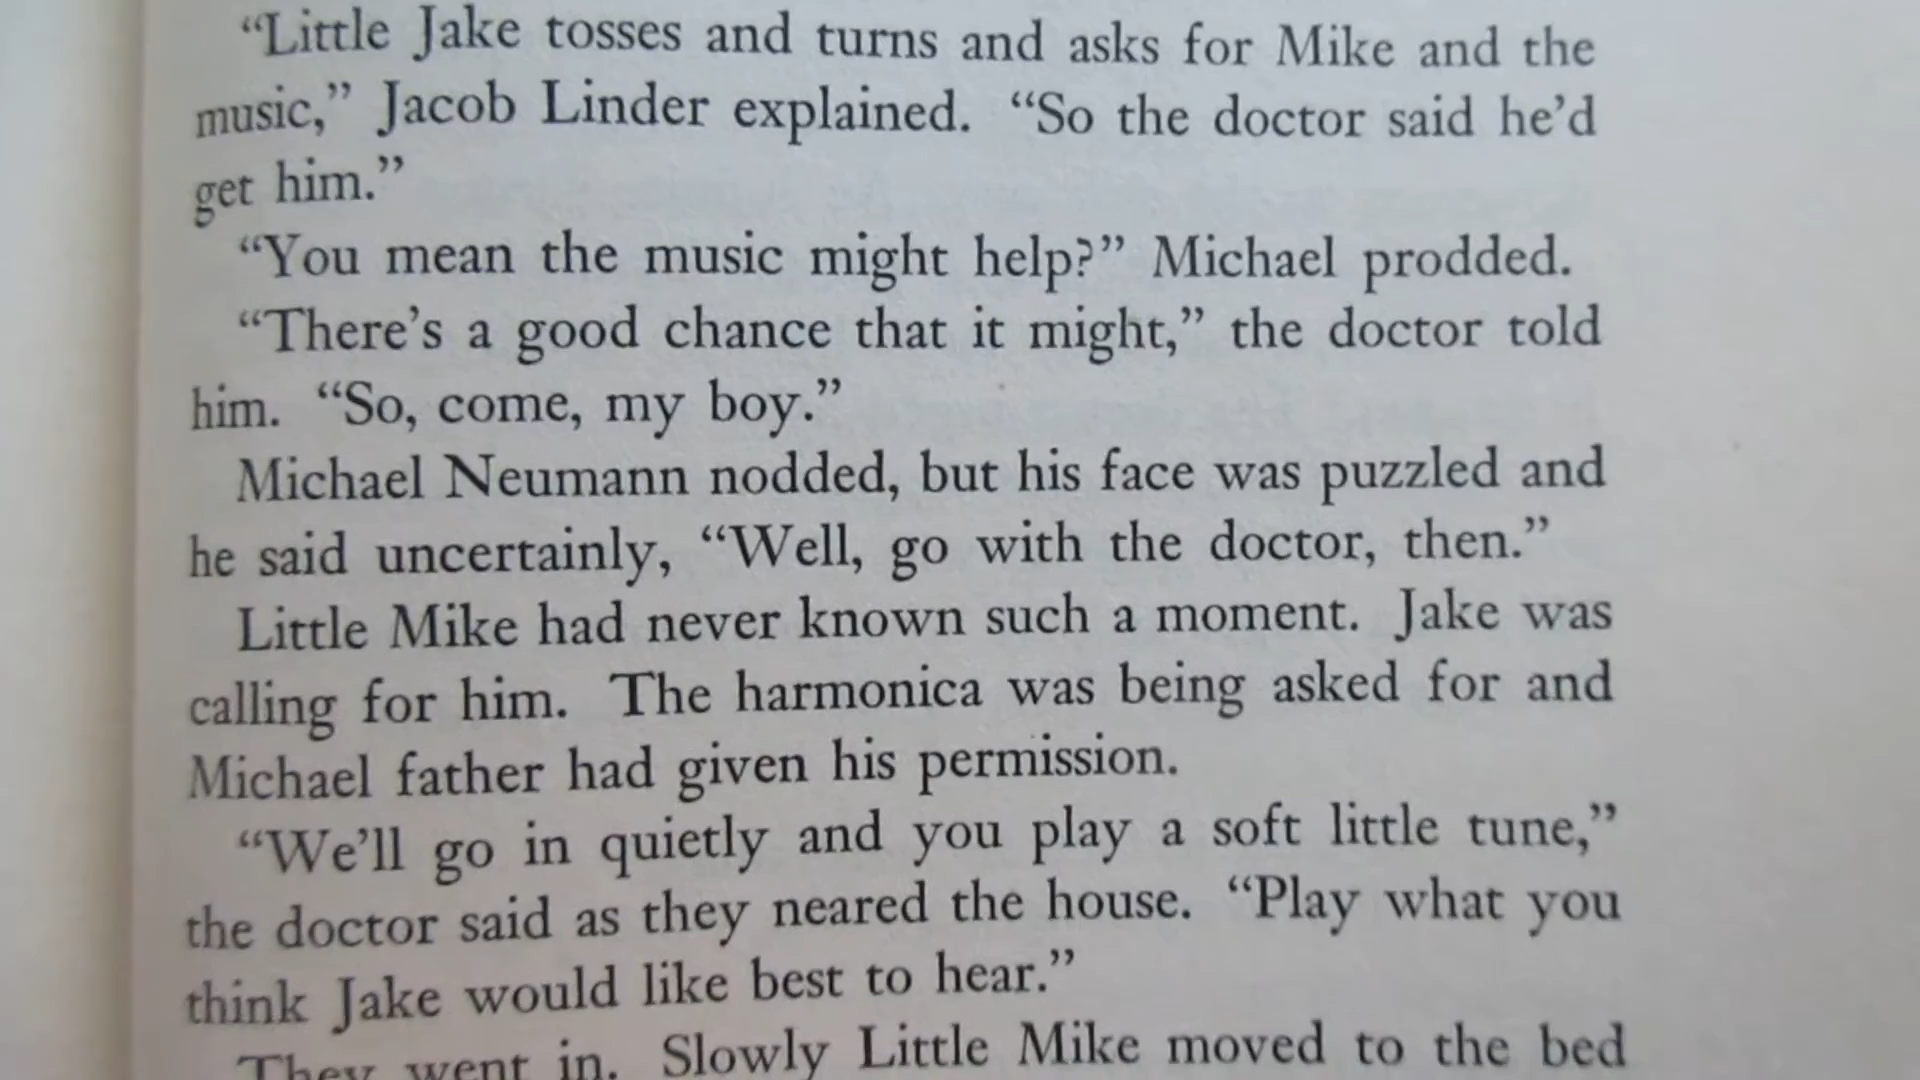 “Little Jake tosses and turns and asks for Mike and the
music,” Jacob Linder explained. “So the doctor said he’d
get him.”
“You mean the music might help?” Michael prodded.
“There’s a good chance that it might,” the doctor told
him. “So, come, my boy.”
Michael Neumann nodded, but his face was puzzled and
he said uncertainly, “Well, go with the doctor, then.”
Little Mike had never known such a moment. Jake was
calling for him. The harmonica was being asked for and
Michael father had given his permission.
“We’ll go in quietly and you play a soft little tune,”
the doctor said as they neared the house. “Play what you
think Jake would like best to hear.”
They went in. Slowly Little Mike moved to the bed